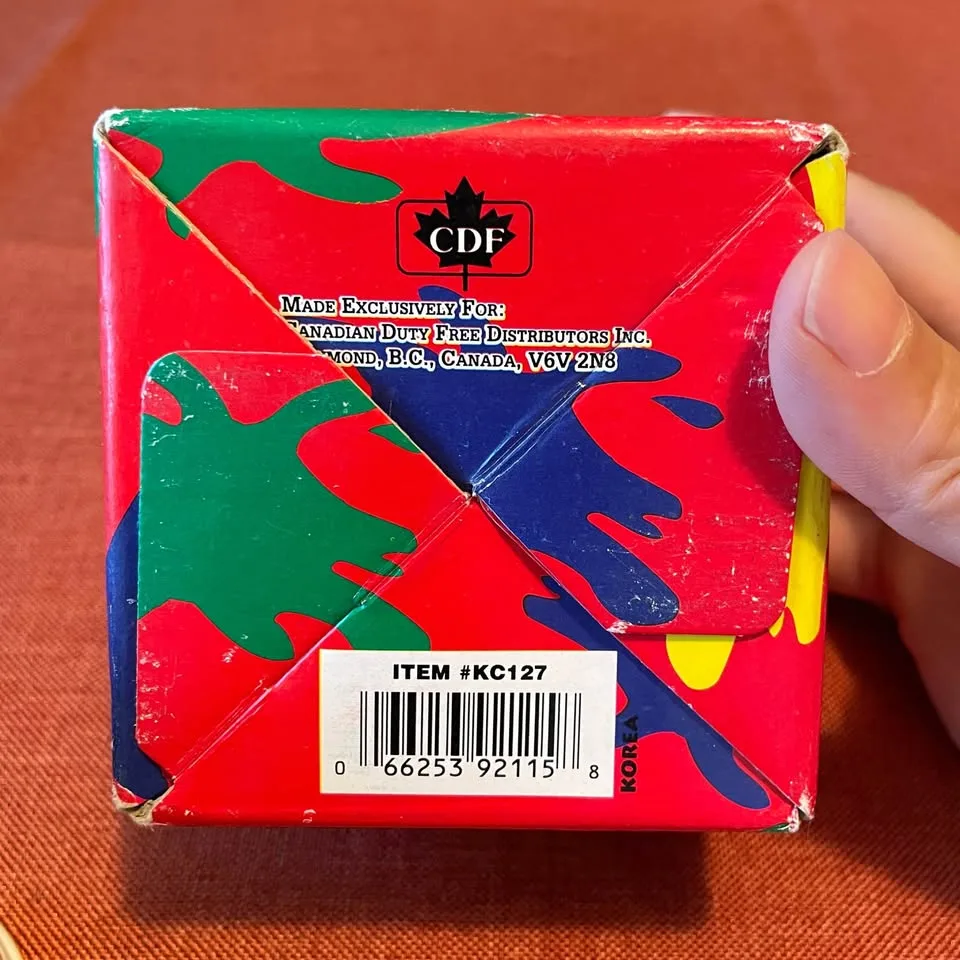 CDF
MADE EXCLUSIVELY FOR:
CANADIAN DUTY FREE DISTRIBUTORS INC.
MOND, B.C., CANADA, V6V 2N8
ITEM #KC127
0 66253 92115 8
KOREA